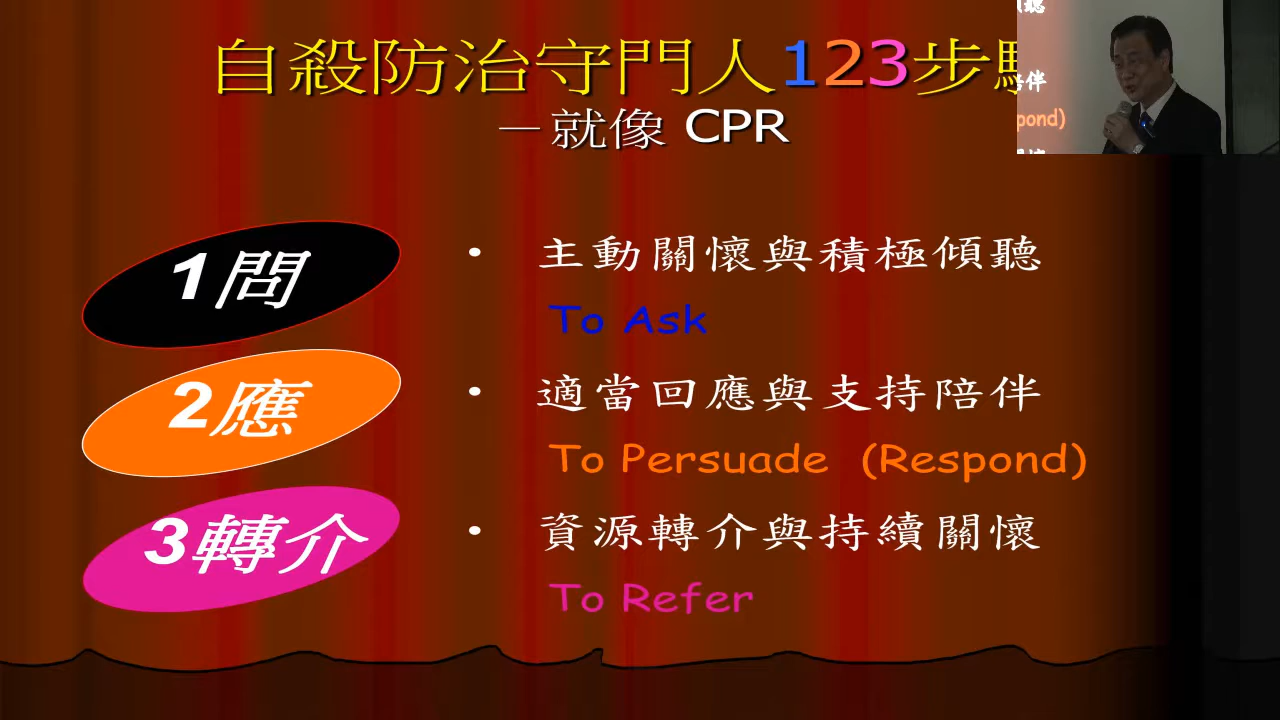 自殺防治守門人123步
－就像 CPR
1問
• 主動關懷與積極傾聽
To Ask
2應
• 適當回應與支持陪伴
To Persuade (Respond)
3轉介
• 資源轉介與持續關懷
To Refer
聽
陪伴
pond)